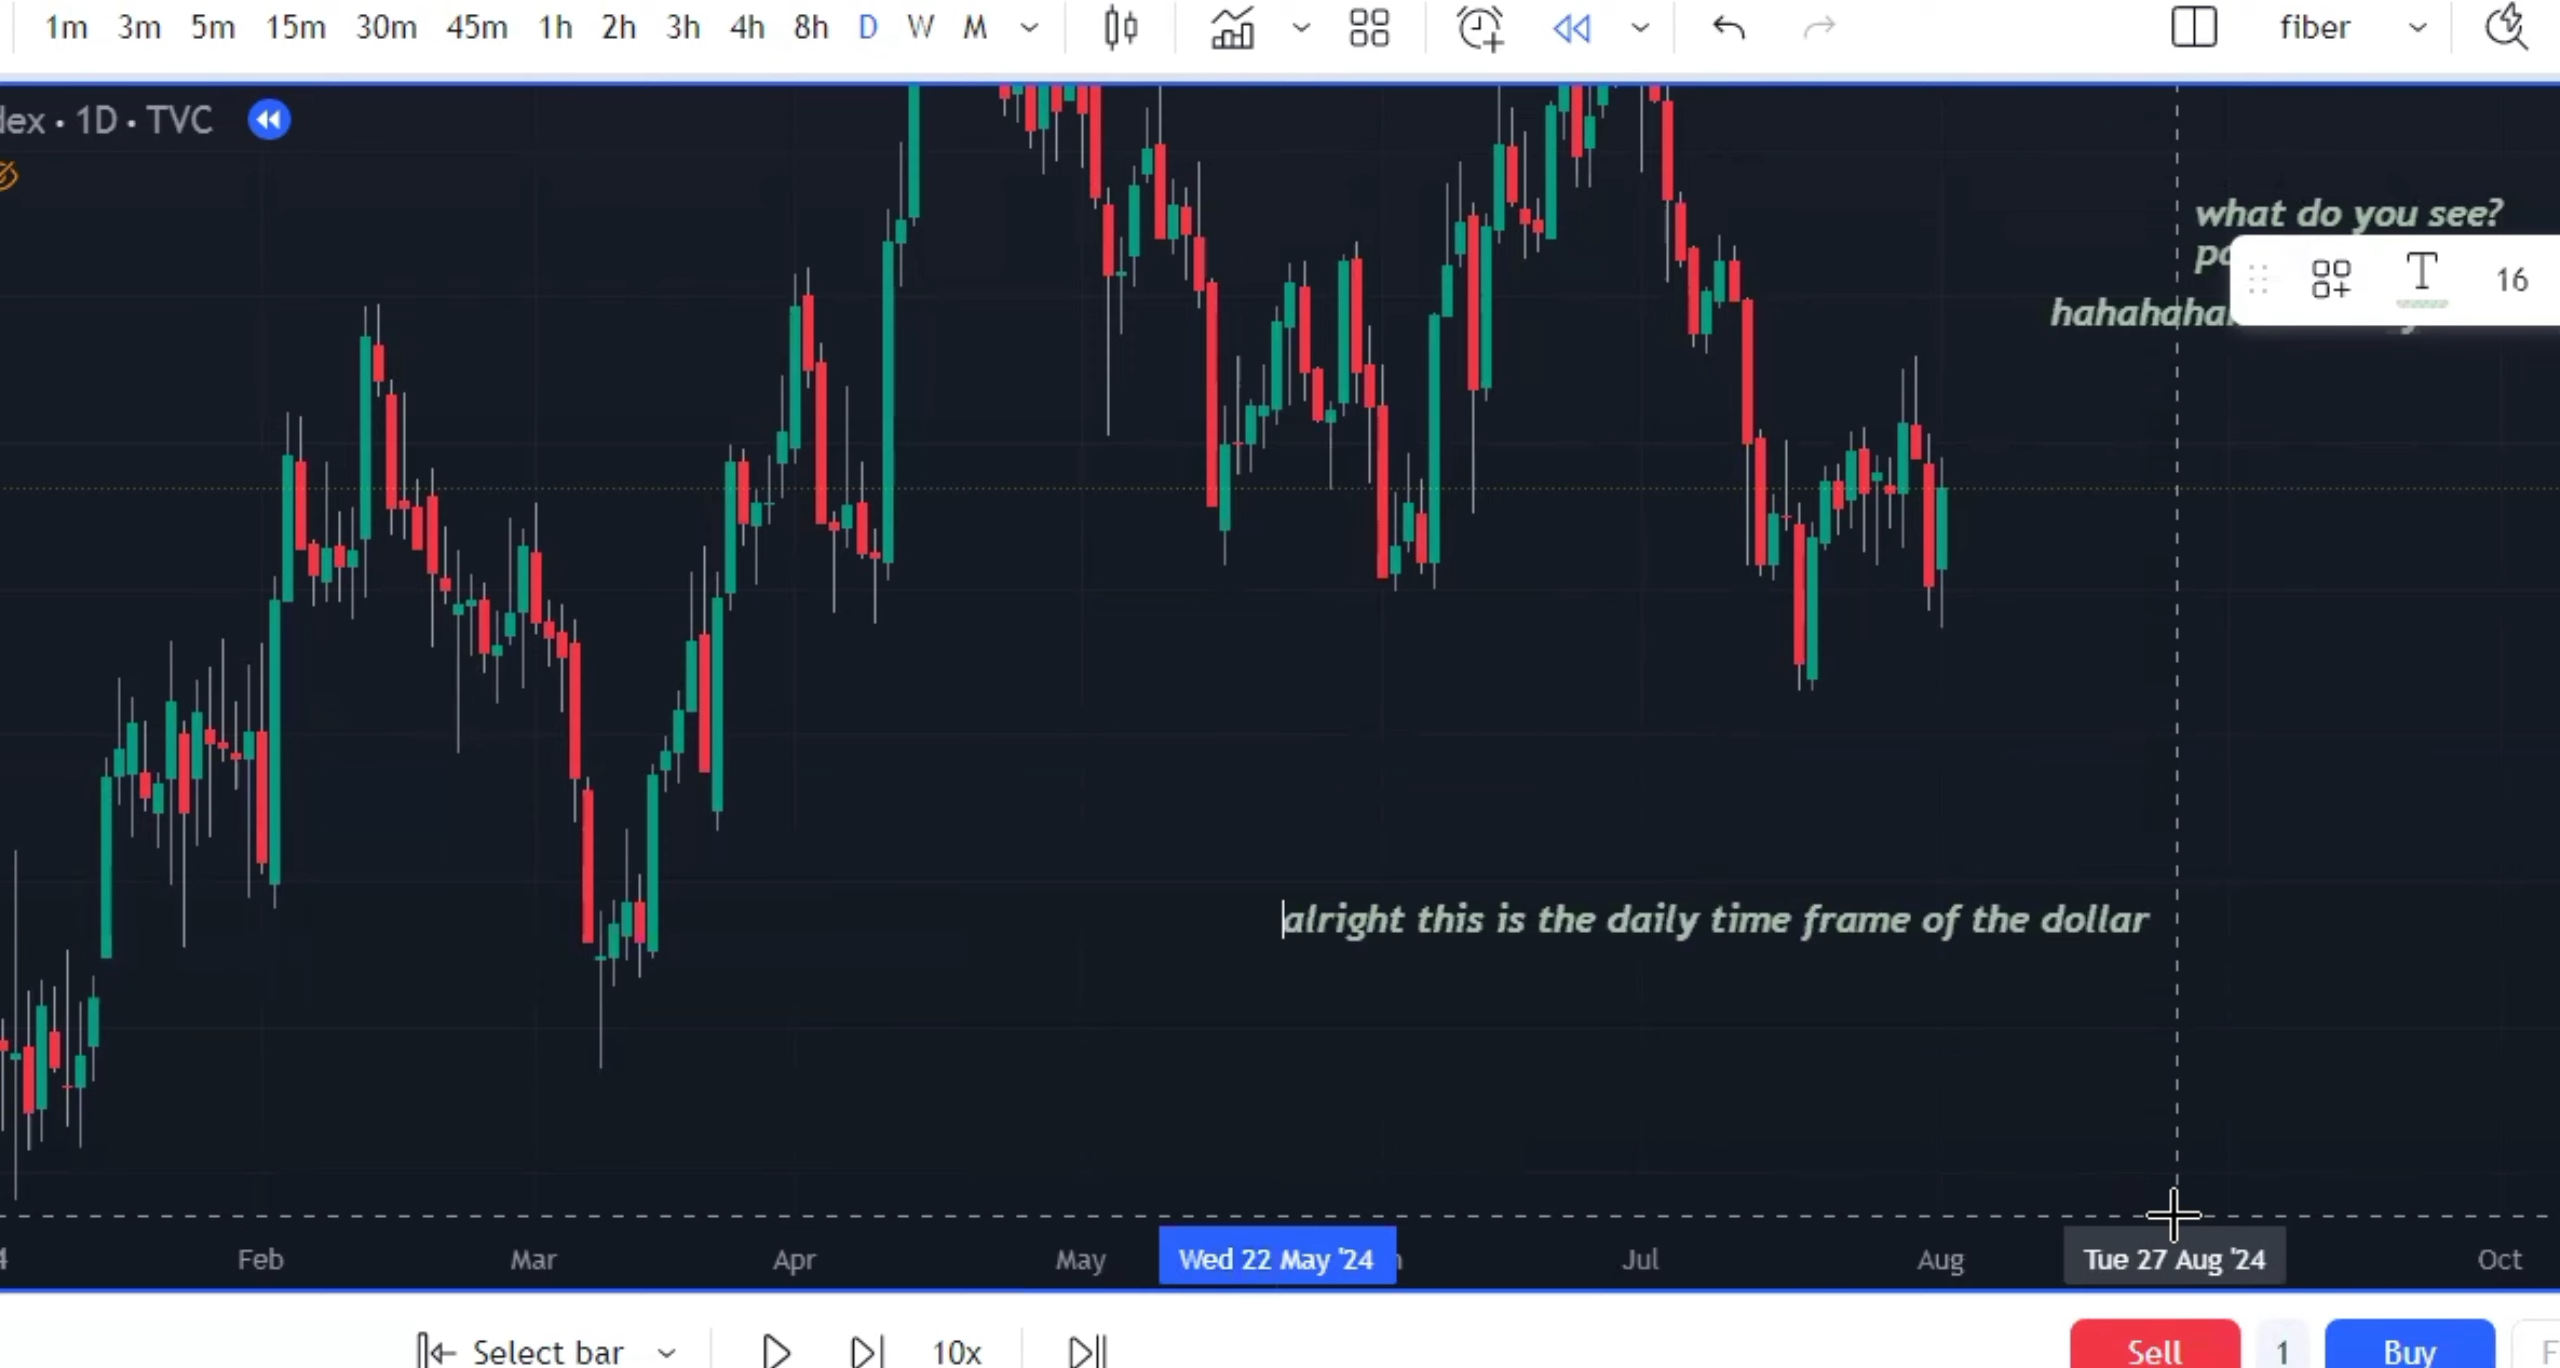 1m 3m 5m 15m 30m 45m 1h 2h 3h 4h 8h D W M fiber
dex · 1D · TVC
what do you see?
16
alright this is the daily time frame of the dollar
4 Feb Mar Apr May Wed 22 May '24 Jul Aug Tue 27 Aug '24 Oct
Select bar 10x Sell 1 Buy